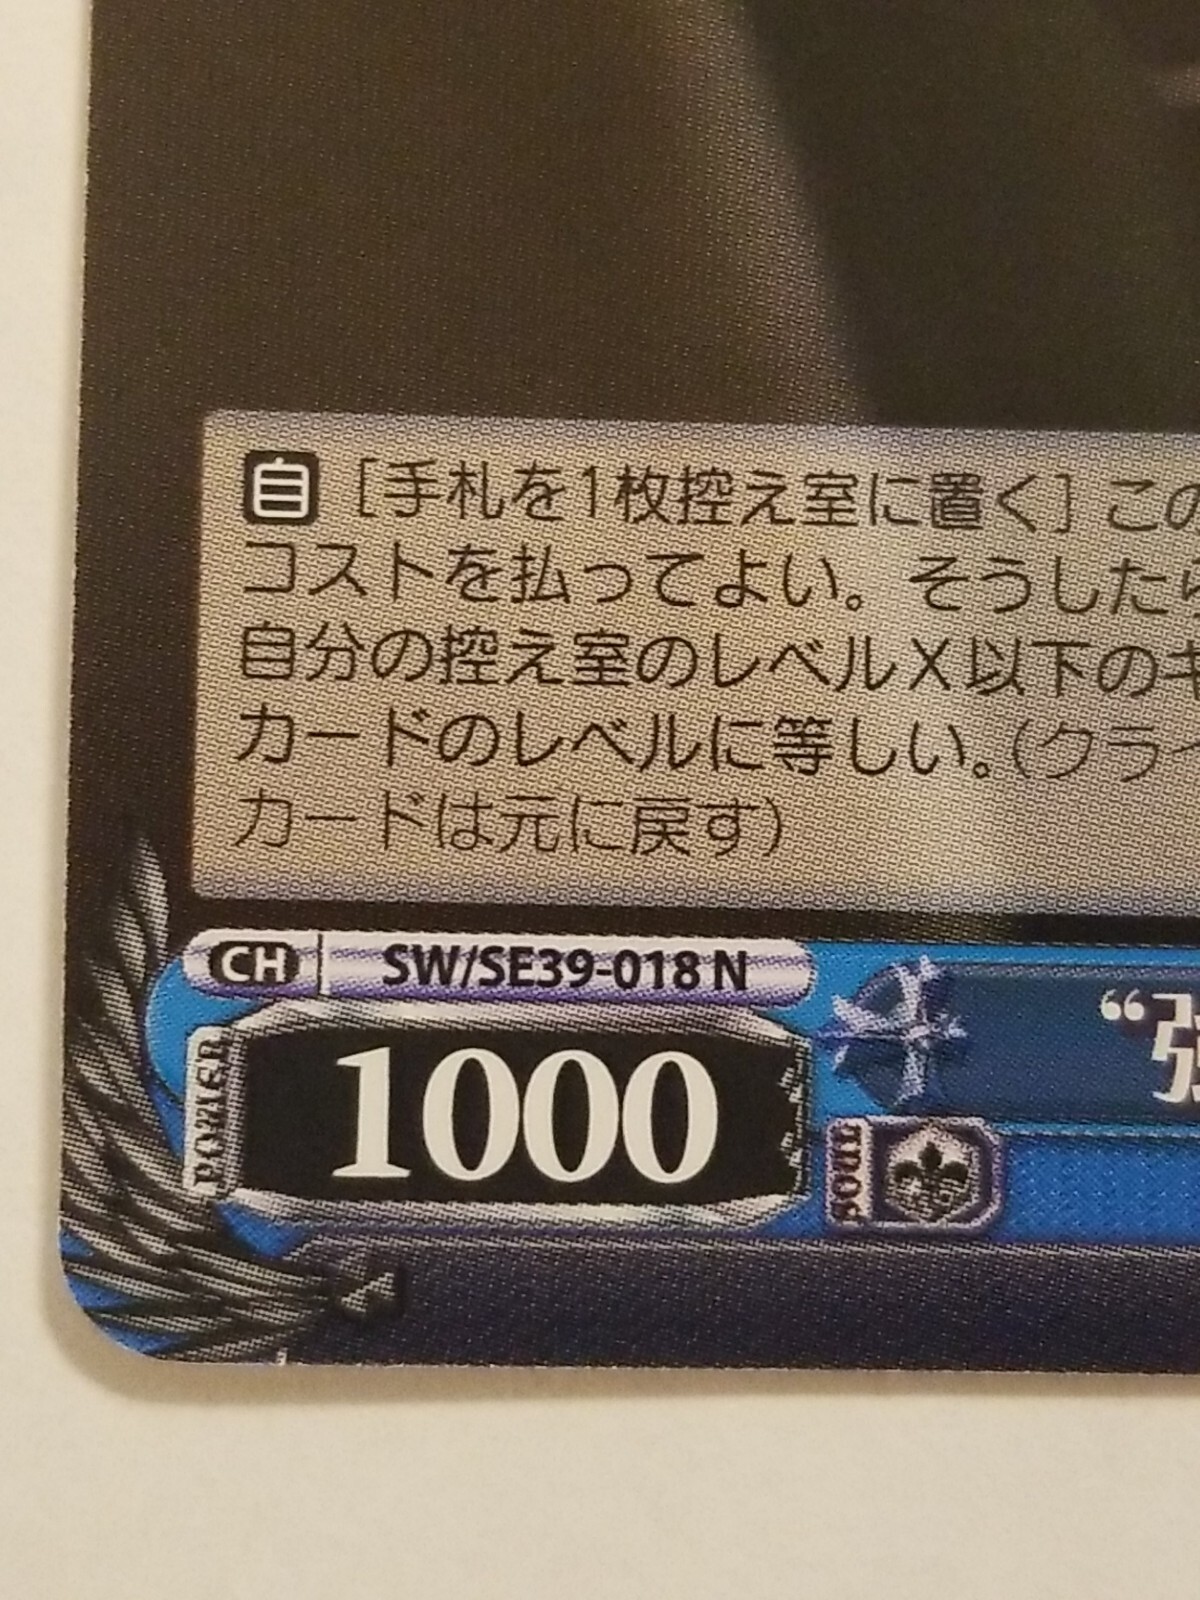 自 [手札を1枚控え室に置く] この
コストを払ってよい。そうしたら
自分の控え室のレベルX以下のキ
カードのレベルに等しい。(クライ
カードは元に戻す)
CH SW/SE39-018 N
POWER 1000
“強
SOUL